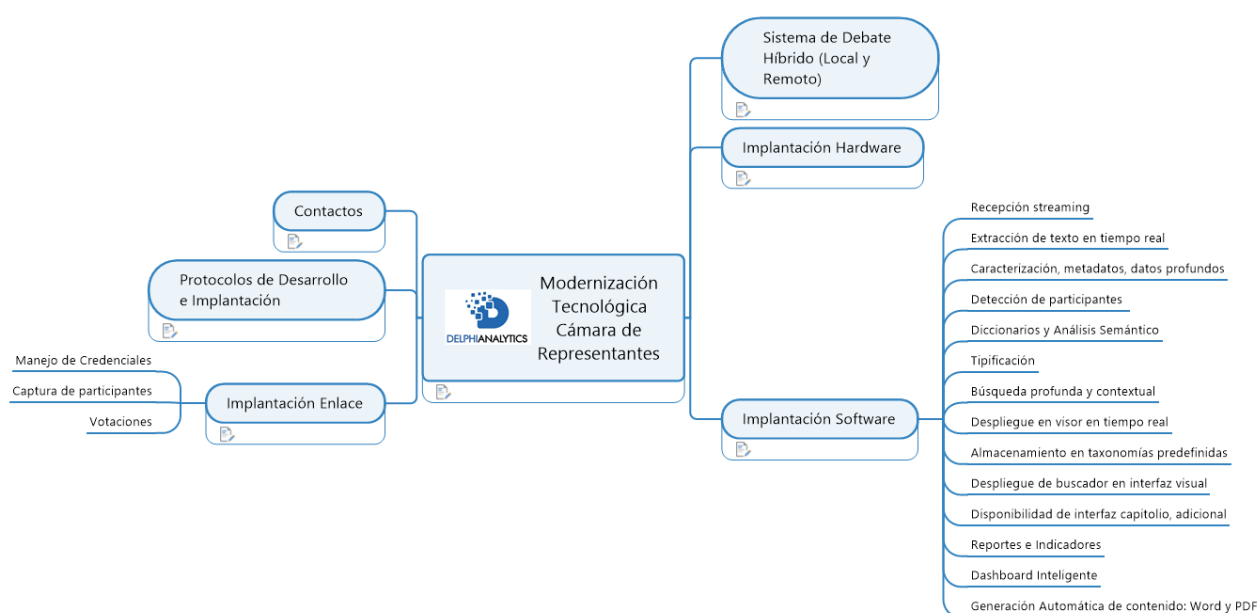 Sistema de Debate
Híbrido (Local y
Remoto)
Implantación Hardware
Contactos
Protocolos de Desarrollo
e Implantación
Manejo de Credenciales
Captura de participantes
Votaciones
Implantación Enlace
DELPHIANALYTICS
Modernización
Tecnológica
Cámara de
Representantes
Implantación Software
Recepción streaming
Extracción de texto en tiempo real
Caracterización, metadatos, datos profundos
Detección de participantes
Diccionarios y Análisis Semántico
Tipificación
Búsqueda profunda y contextual
Despliegue en visor en tiempo real
Almacenamiento en taxonomías predefinidas
Despliegue de buscador en interfaz visual
Disponibilidad de interfaz capitolio, adicional
Reportes e Indicadores
Dashboard Inteligente
Generación Automática de contenido: Word y PDF